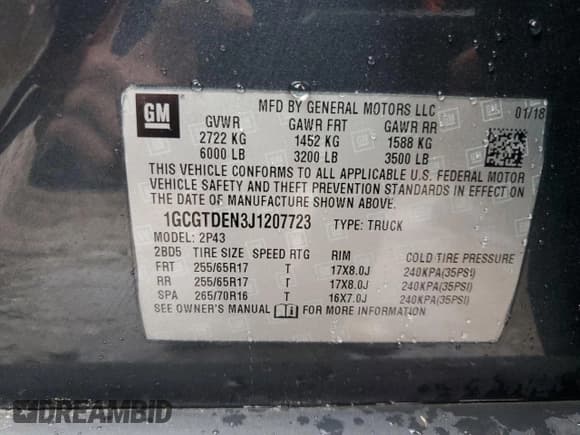 GM
MFD BY GENERAL MOTORS LLC 01/18
GVWR GAWR FRT GAWR RR
2722 KG 1452 KG 1588 KG
6000 LB 3200 LB 3500 LB
THIS VEHICLE CONFORMS TO ALL APPLICABLE U.S. FEDERAL MOTOR
VEHICLE SAFETY AND THEFT PREVENTION STANDARDS IN EFFECT ON
THE DATE OF MANUFACTURE SHOWN ABOVE.
1GCGTDEN3J1207723 TYPE: TRUCK
MODEL: 2P43
2BD5 TIRE SIZE SPEED RTG RIM COLD TIRE PRESSURE
FRT 255/65R17 T 17X8.0J 240KPA(35PSI)
RR 255/65R17 T 17X8.0J 240KPA(35PSI)
SPA 265/70R16 T 16X7.0J 240KPA(35PSI)
SEE OWNER'S MANUAL FOR MORE INFORMATION
DREAMBID